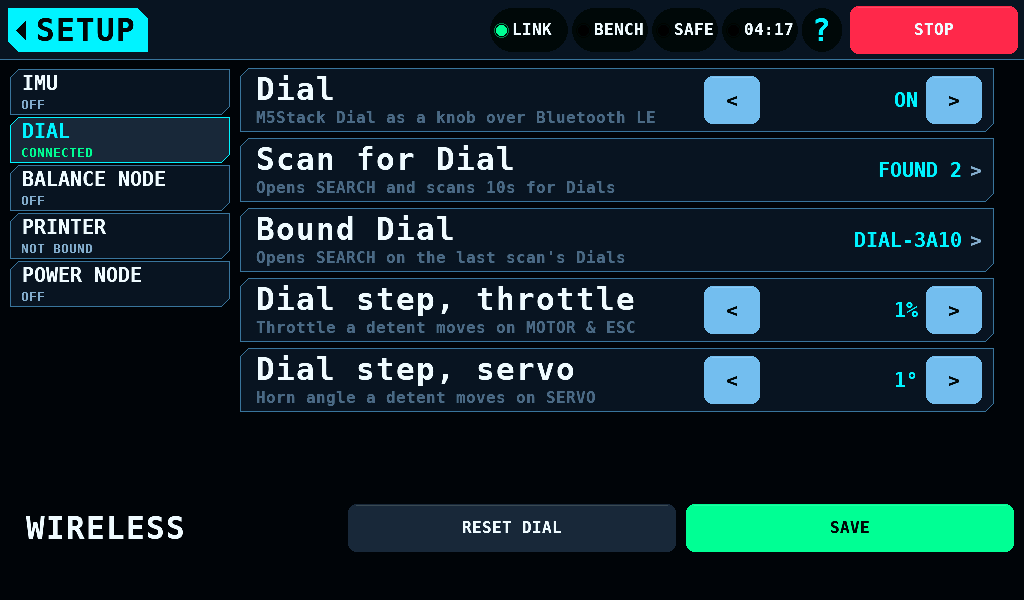 SETUP
LINK
BENCH
SAFE
04:17
?
STOP
IMU
OFF
DIAL
CONNECTED
BALANCE NODE
OFF
PRINTER
NOT BOUND
POWER NODE
OFF
Dial
M5Stack Dial as a knob over Bluetooth LE
<
ON
>
Scan for Dial
Opens SEARCH and scans 10s for Dials
FOUND 2 >
Bound Dial
Opens SEARCH on the last scan's Dials
DIAL-3A10 >
Dial step, throttle
Throttle a detent moves on MOTOR & ESC
<
1%
>
Dial step, servo
Horn angle a detent moves on SERVO
<
1°
>
WIRELESS
RESET DIAL
SAVE